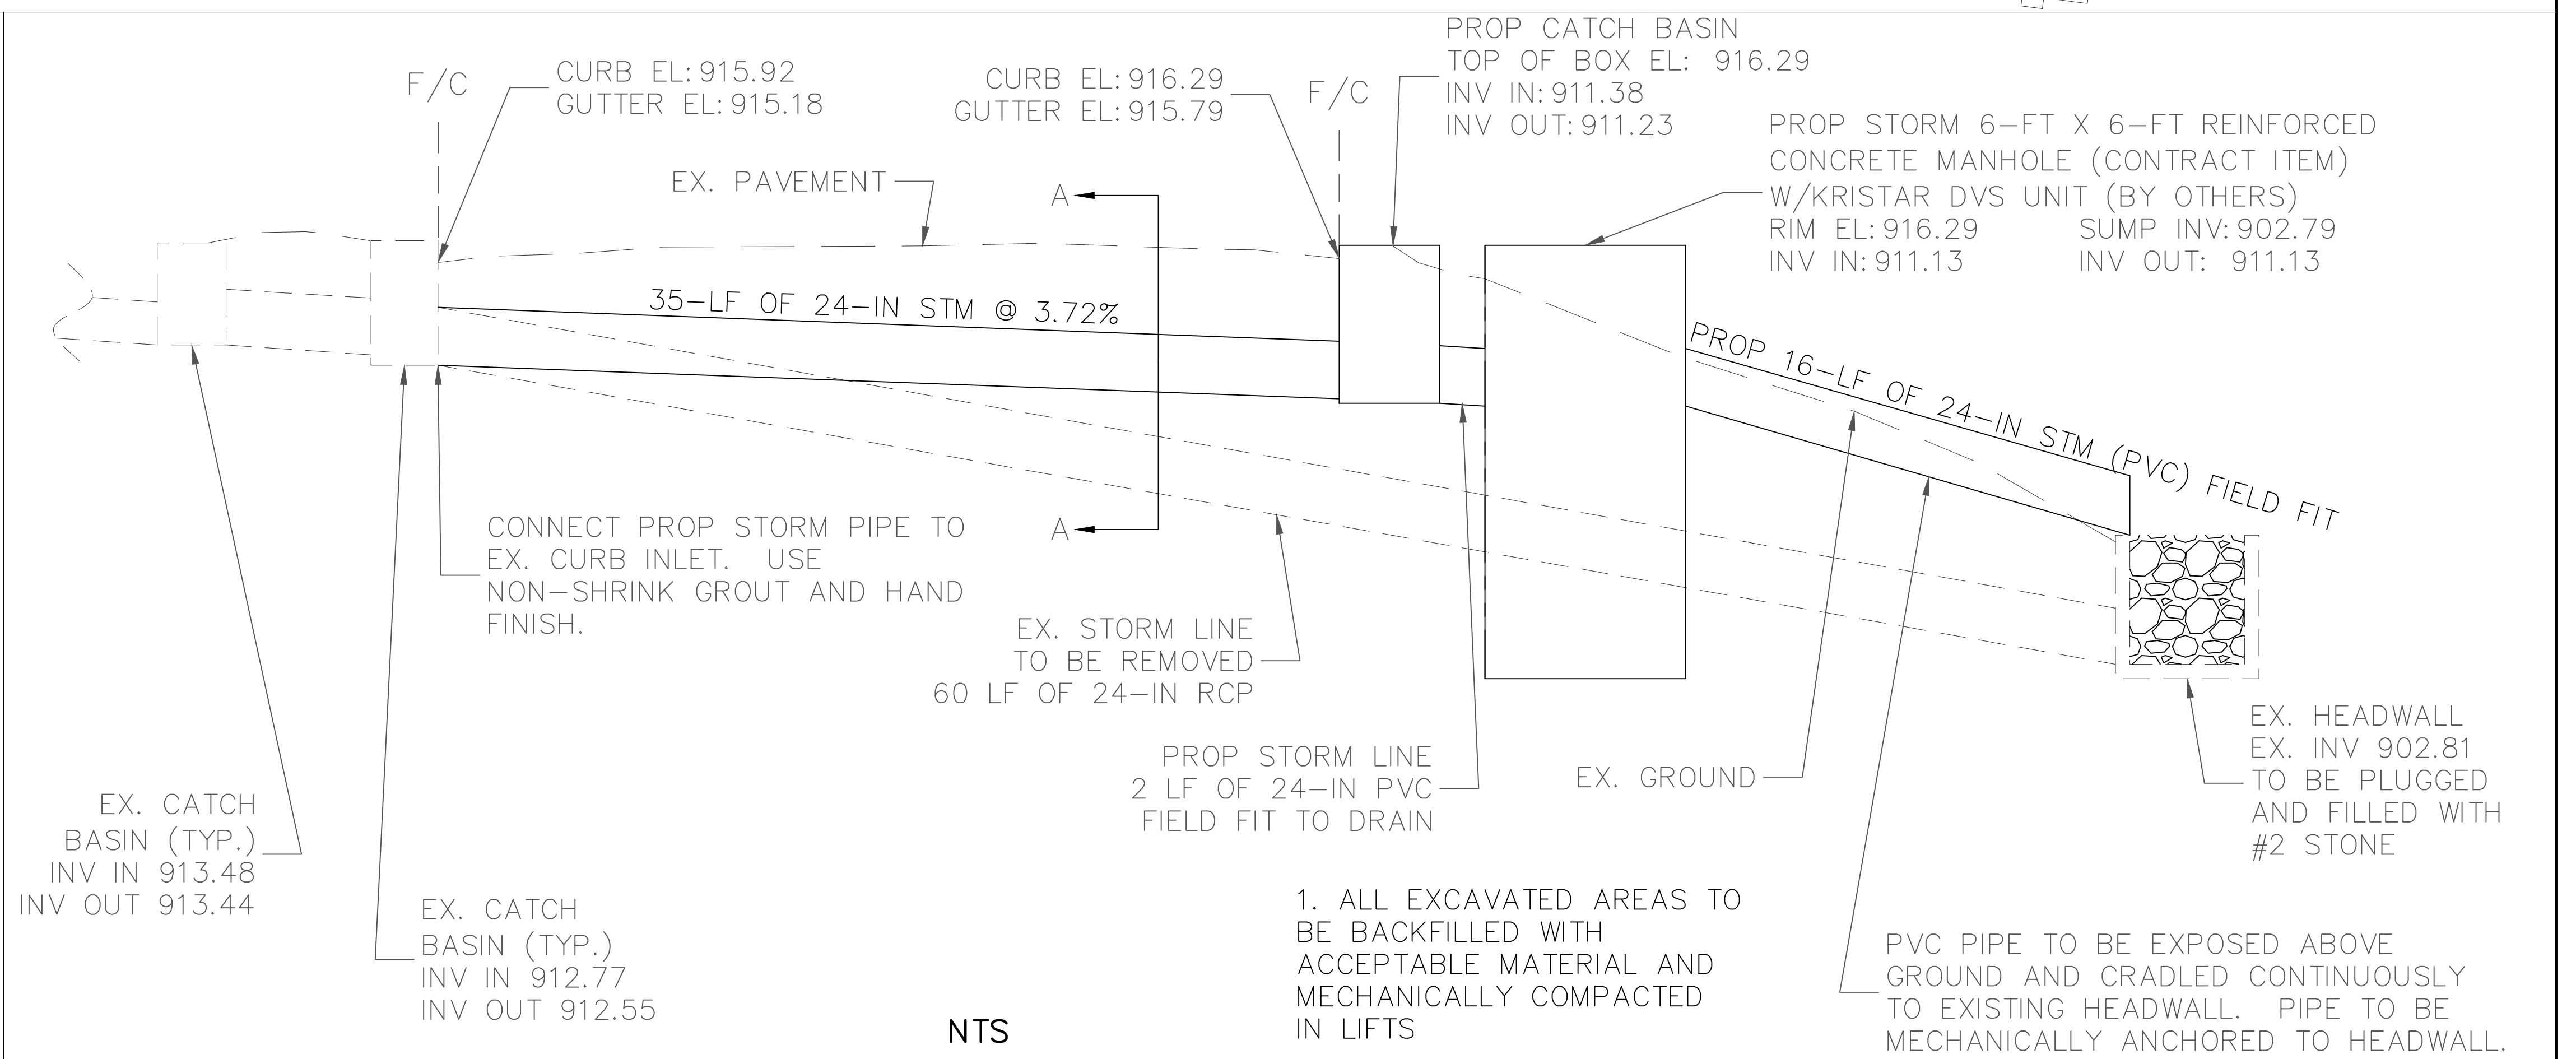 F/C
CURB EL:915.92
GUTTER EL:915.18
CURB EL:916.29
GUTTER EL:915.79
F/C
PROP CATCH BASIN
TOP OF BOX EL: 916.29
INV IN:911.38
INV OUT:911.23
PROP STORM 6-FT X 6-FT REINFORCED
CONCRETE MANHOLE (CONTRACT ITEM)
W/KRISTAR DVS UNIT (BY OTHERS)
RIM EL:916.29 SUMP INV:902.79
INV IN:911.13 INV OUT: 911.13
EX. PAVEMENT
A
35-LF OF 24-IN STM @ 3.72%
PROP 16-LF OF 24-IN STM (PVC) FIELD FIT
A
CONNECT PROP STORM PIPE TO
EX. CURB INLET. USE
NON-SHRINK GROUT AND HAND
FINISH.
EX. STORM LINE
TO BE REMOVED
60 LF OF 24-IN RCP
PROP STORM LINE
2 LF OF 24-IN PVC
FIELD FIT TO DRAIN
EX. GROUND
EX. HEADWALL
EX. INV 902.81
TO BE PLUGGED
AND FILLED WITH
#2 STONE
EX. CATCH
BASIN (TYP.)
INV IN 913.48
INV OUT 913.44
EX. CATCH
BASIN (TYP.)
INV IN 912.77
INV OUT 912.55
NTS
1. ALL EXCAVATED AREAS TO
BE BACKFILLED WITH
ACCEPTABLE MATERIAL AND
MECHANICALLY COMPACTED
IN LIFTS
PVC PIPE TO BE EXPOSED ABOVE
GROUND AND CRADLED CONTINUOUSLY
TO EXISTING HEADWALL. PIPE TO BE
MECHANICALLY ANCHORED TO HEADWALL.